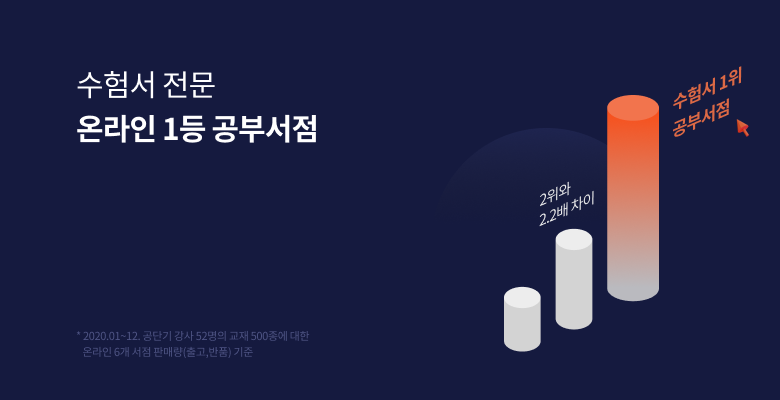 수험서 전문
온라인 1등 공부서점
수험서 1위
공부서점
2위와
2.2배 차이
* 2020.01~12. 공단기 강사 52명의 교재 500종에 대한
온라인 6개 서점 판매량(출고,반품) 기준